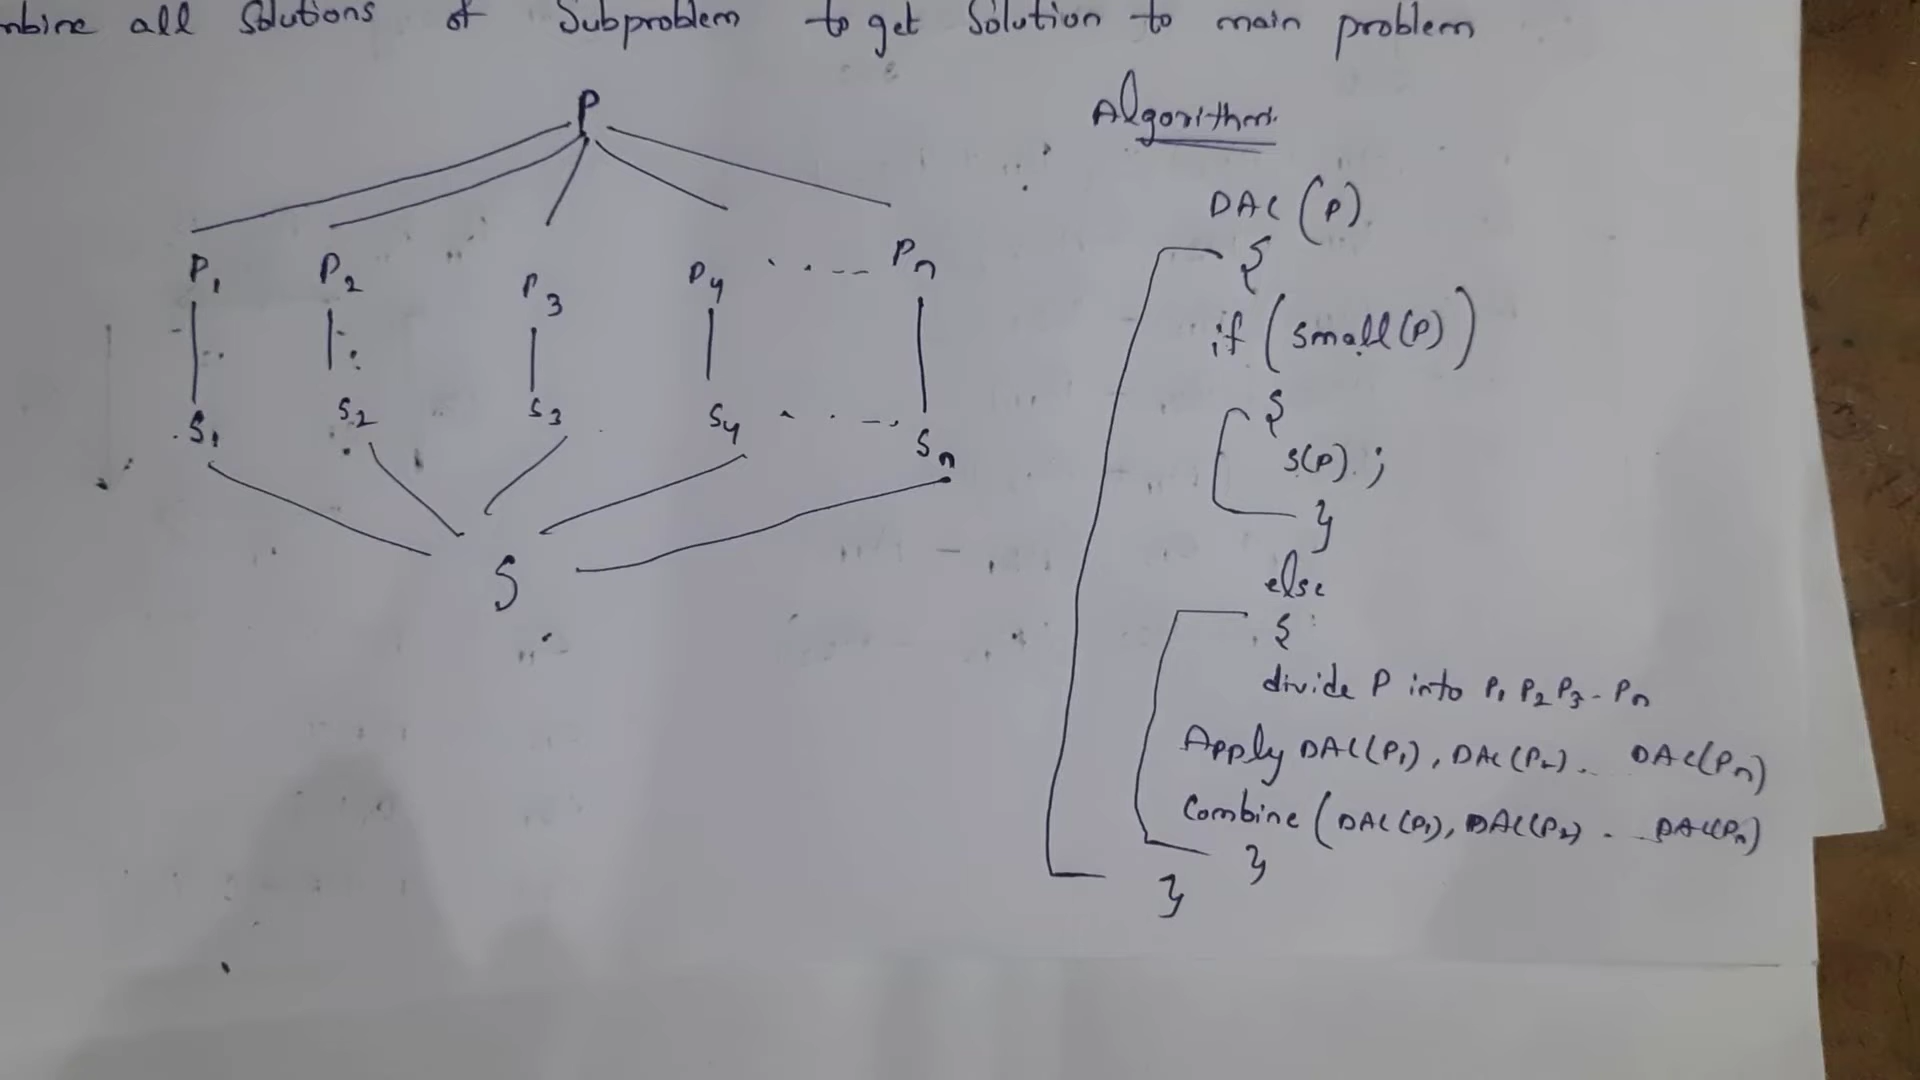 nbine all Solutions of Subproblem to get Solution to main problem
P
P1 P2 P3 P4 . . -- Pn
S1 S2 S3 S4 . . -. Sn
S
Algorithm
DAC (P)
{
if (small(P))
{
S(P) ;
}
else
{
divide P into P1 P2 P3 - Pn
Apply DAC(P1), DAC(P2) .. DAC(Pn)
Combine (DAC(P1), DAC(P2) . .. DAC(Pn)
}
}